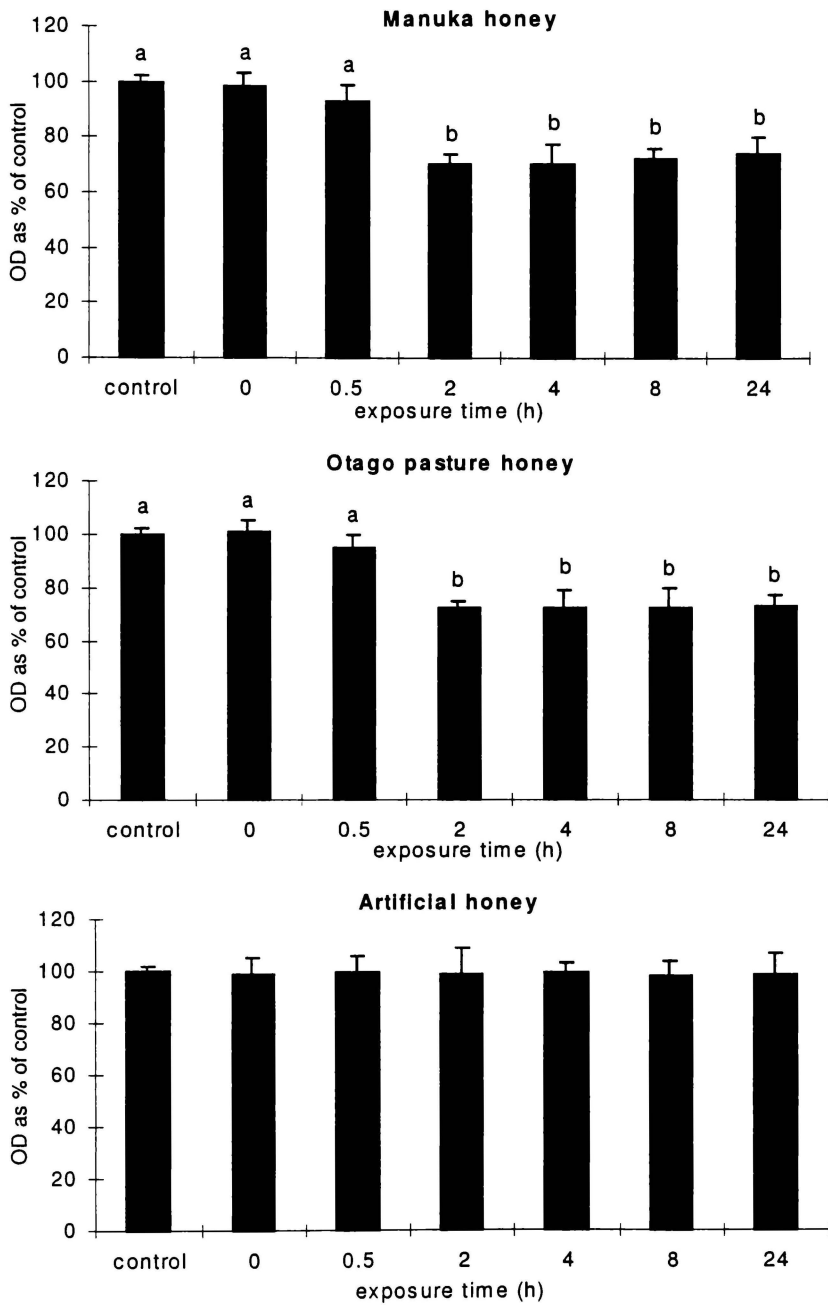 Manuka honey
OD as % of control
120
100
80
60
40
20
0
a a a b b b b
control 0 0.5 2 4 8 24
exposure time (h)
Otago pasture honey
OD as % of control
120
100
80
60
40
20
0
a a a b b b b
control 0 0.5 2 4 8 24
exposure time (h)
Artificial honey
OD as % of control
120
100
80
60
40
20
0
control 0 0.5 2 4 8 24
exposure time (h)